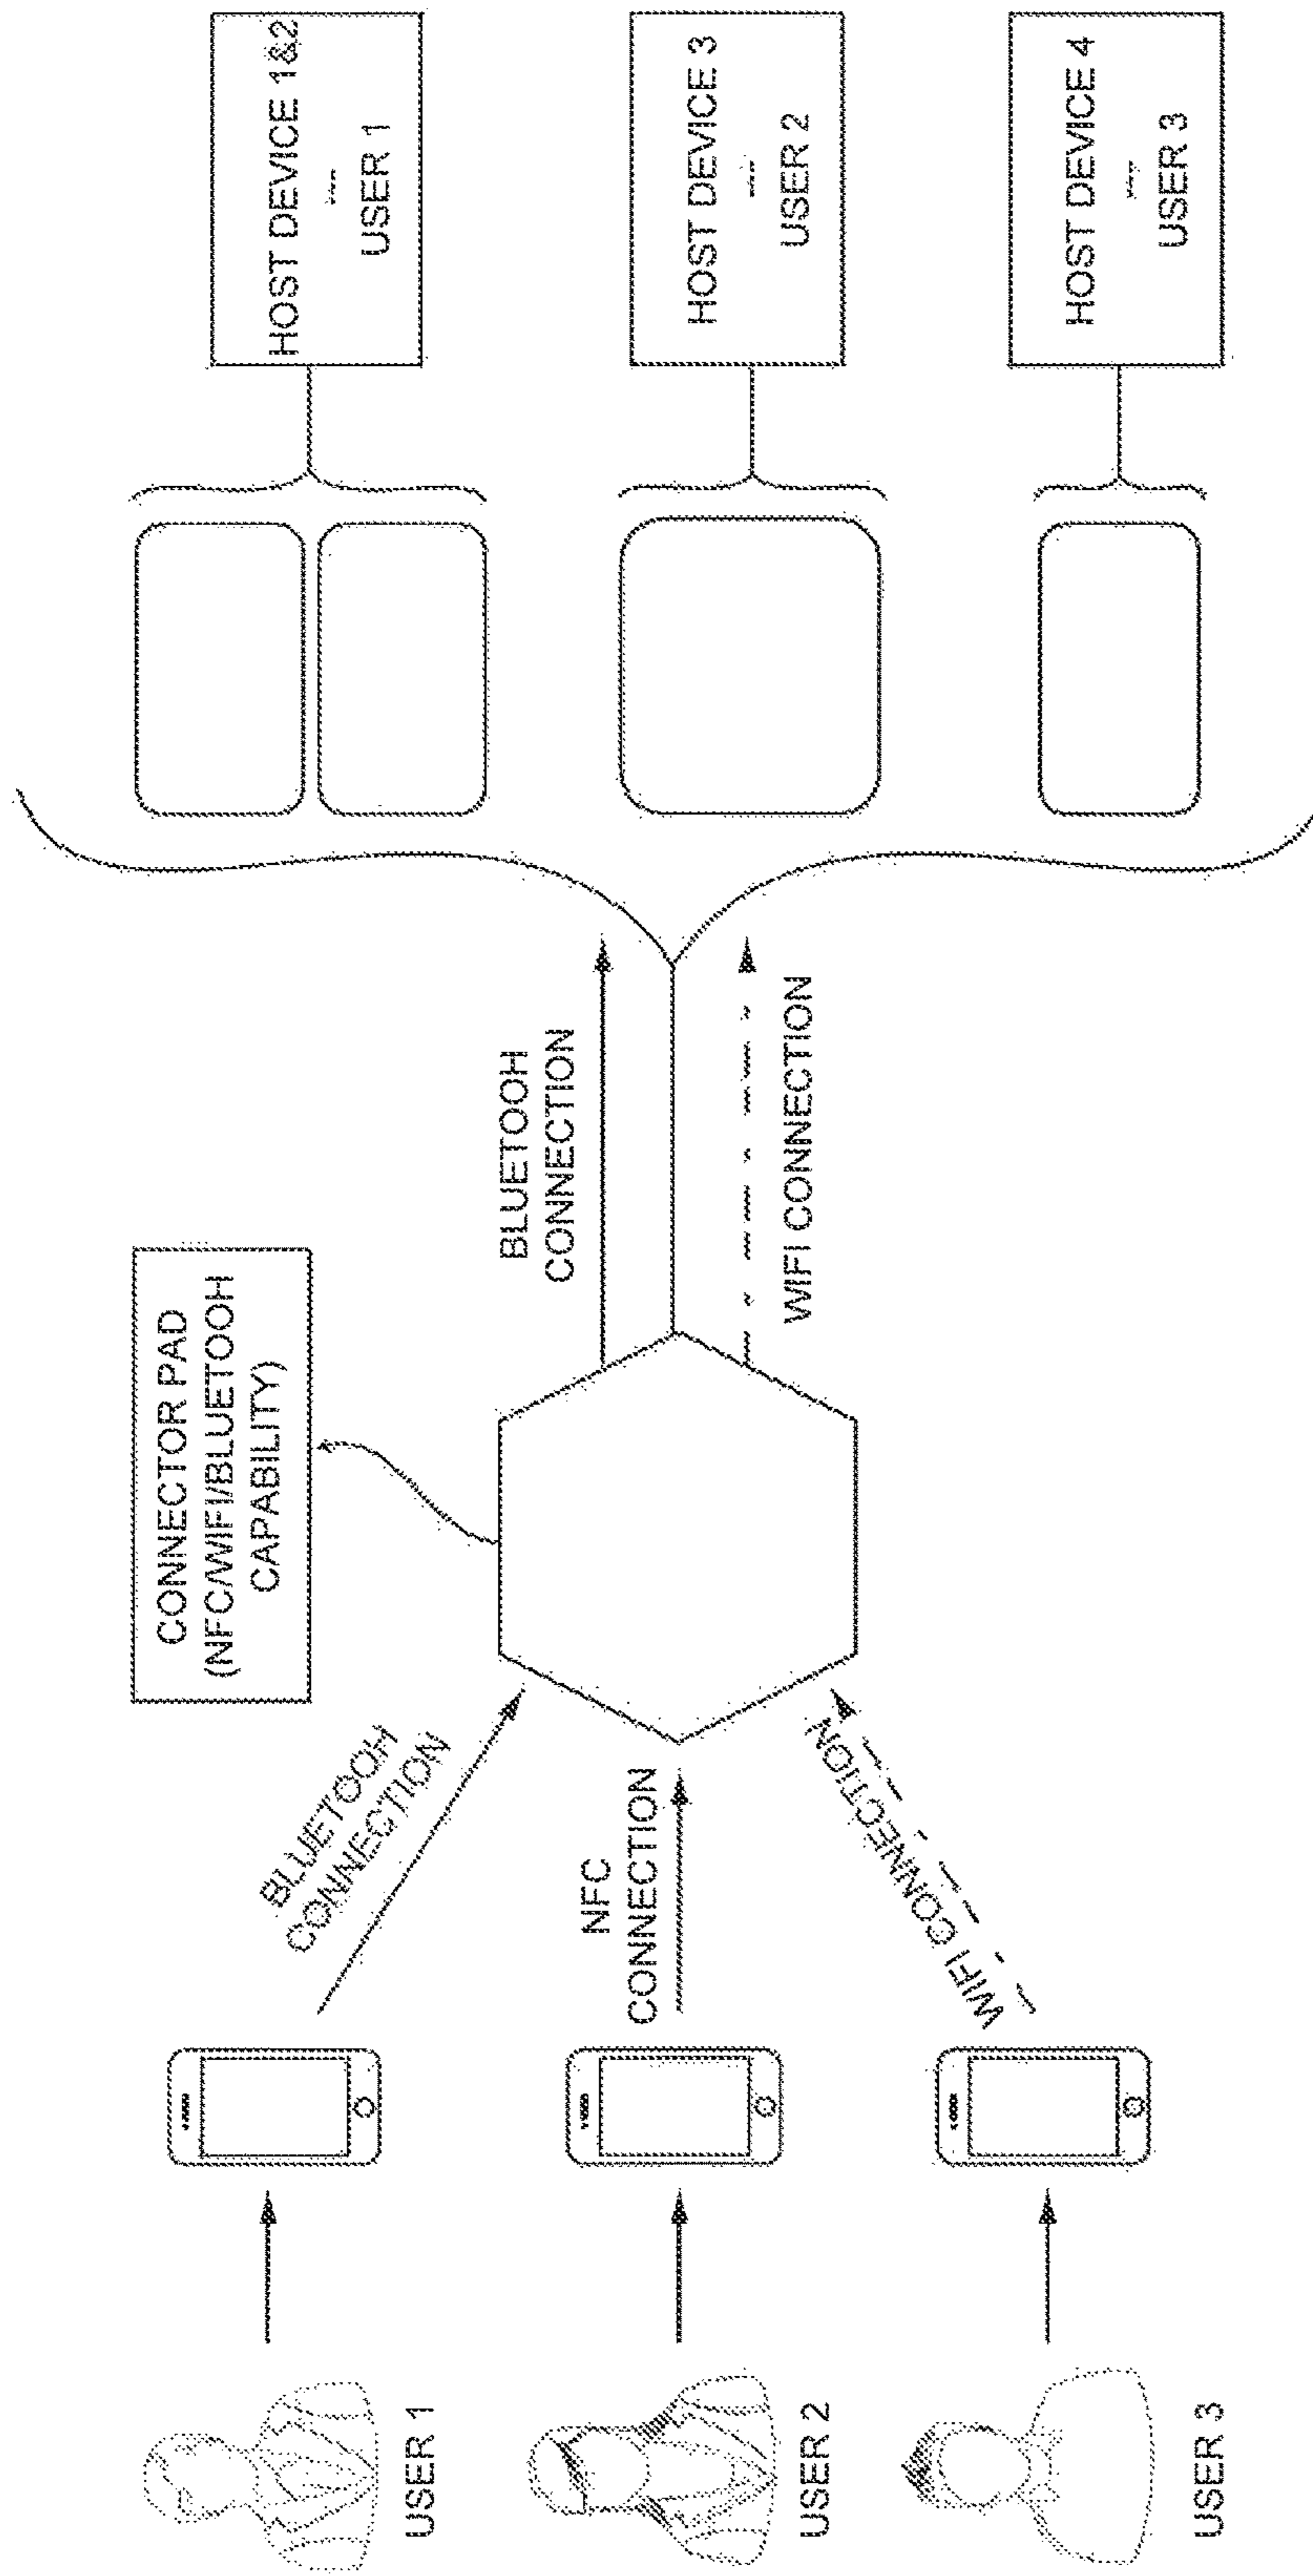 USER 1
USER 2
USER 3
BLUETOOH
CONNECTION
NFC
CONNECTION
WIFI CONNECTION
CONNECTOR PAD
(NFC/WIFI/BLUETOOH
CAPABILITY)
BLUETOOH
CONNECTION
WIFI CONNECTION
HOST DEVICE 1&2
—
USER 1
HOST DEVICE 3
—
USER 2
HOST DEVICE 4
—
USER 3